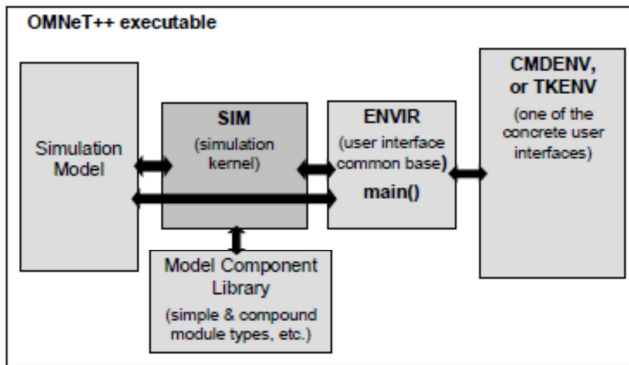 OMNeT++ executable
Simulation
Model
SIM
(simulation
kernel)
ENVIR
(user interface
common base)
main()
CMDENV,
or TKENV
(one of the
concrete user
interfaces)
Model Component
Library
(simple & compound
module types, etc.)